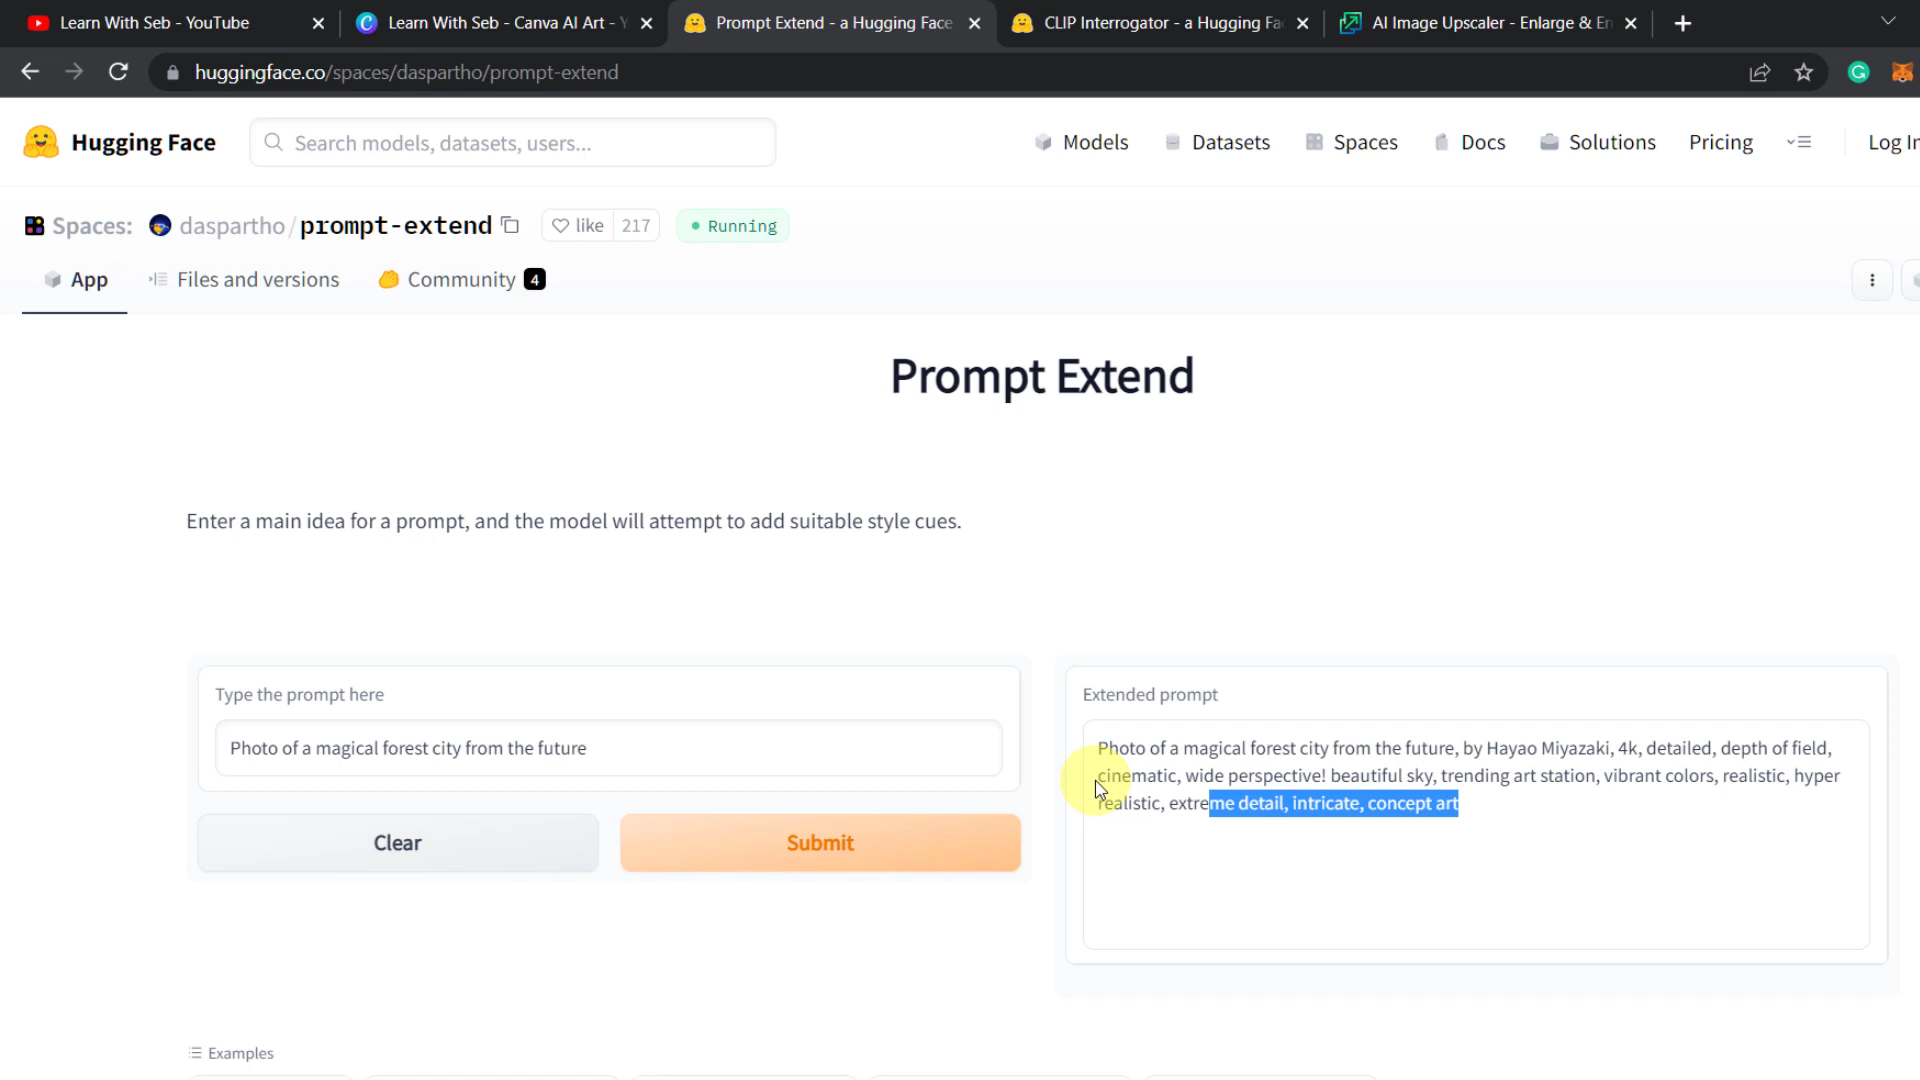 Learn With Seb - YouTube
Learn With Seb - Canva AI Art - Y
Prompt Extend - a Hugging Face
CLIP Interrogator - a Hugging Fa
AI Image Upscaler - Enlarge & En
huggingface.co/spaces/daspartho/prompt-extend
Hugging Face
Search models, datasets, users...
Models
Datasets
Spaces
Docs
Solutions
Pricing
Log In
Spaces:
daspartho/prompt-extend
like
217
Running
App
Files and versions
Community 4
Prompt Extend
Enter a main idea for a prompt, and the model will attempt to add suitable style cues.
Type the prompt here
Photo of a magical forest city from the future
Clear
Submit
Extended prompt
Photo of a magical forest city from the future, by Hayao Miyazaki, 4k, detailed, depth of field,
cinematic, wide perspective! beautiful sky, trending art station, vibrant colors, realistic, hyper
realistic, extreme detail, intricate, concept art
Examples